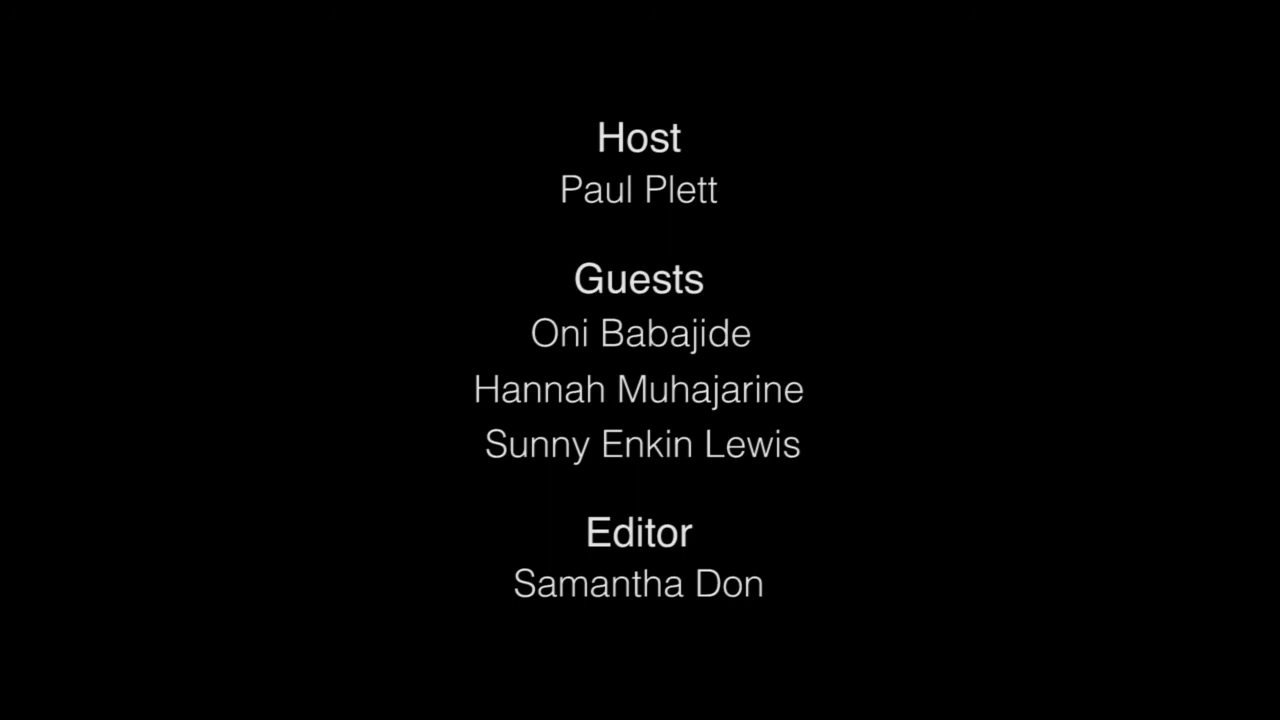 Host
Paul Plett
Guests
Oni Babajide
Hannah Muhajarine
Sunny Enkin Lewis
Editor
Samantha Don